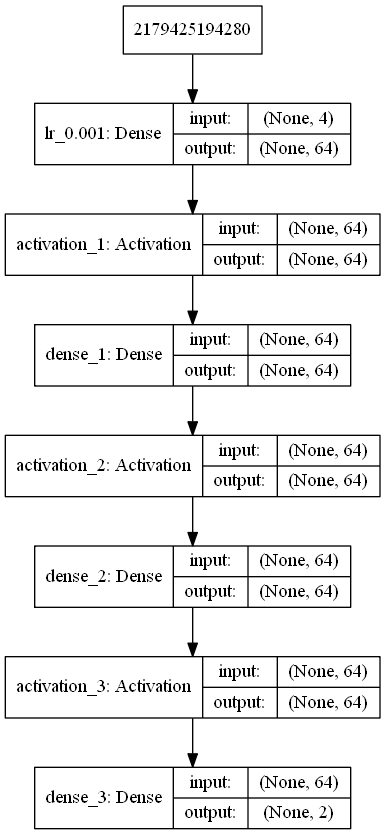 2179425194280
lr_0.001: Dense
input:
(None, 4)
output:
(None, 64)
activation_1: Activation
input:
(None, 64)
output:
(None, 64)
dense_1: Dense
input:
(None, 64)
output:
(None, 64)
activation_2: Activation
input:
(None, 64)
output:
(None, 64)
dense_2: Dense
input:
(None, 64)
output:
(None, 64)
activation_3: Activation
input:
(None, 64)
output:
(None, 64)
dense_3: Dense
input:
(None, 64)
output:
(None, 2)